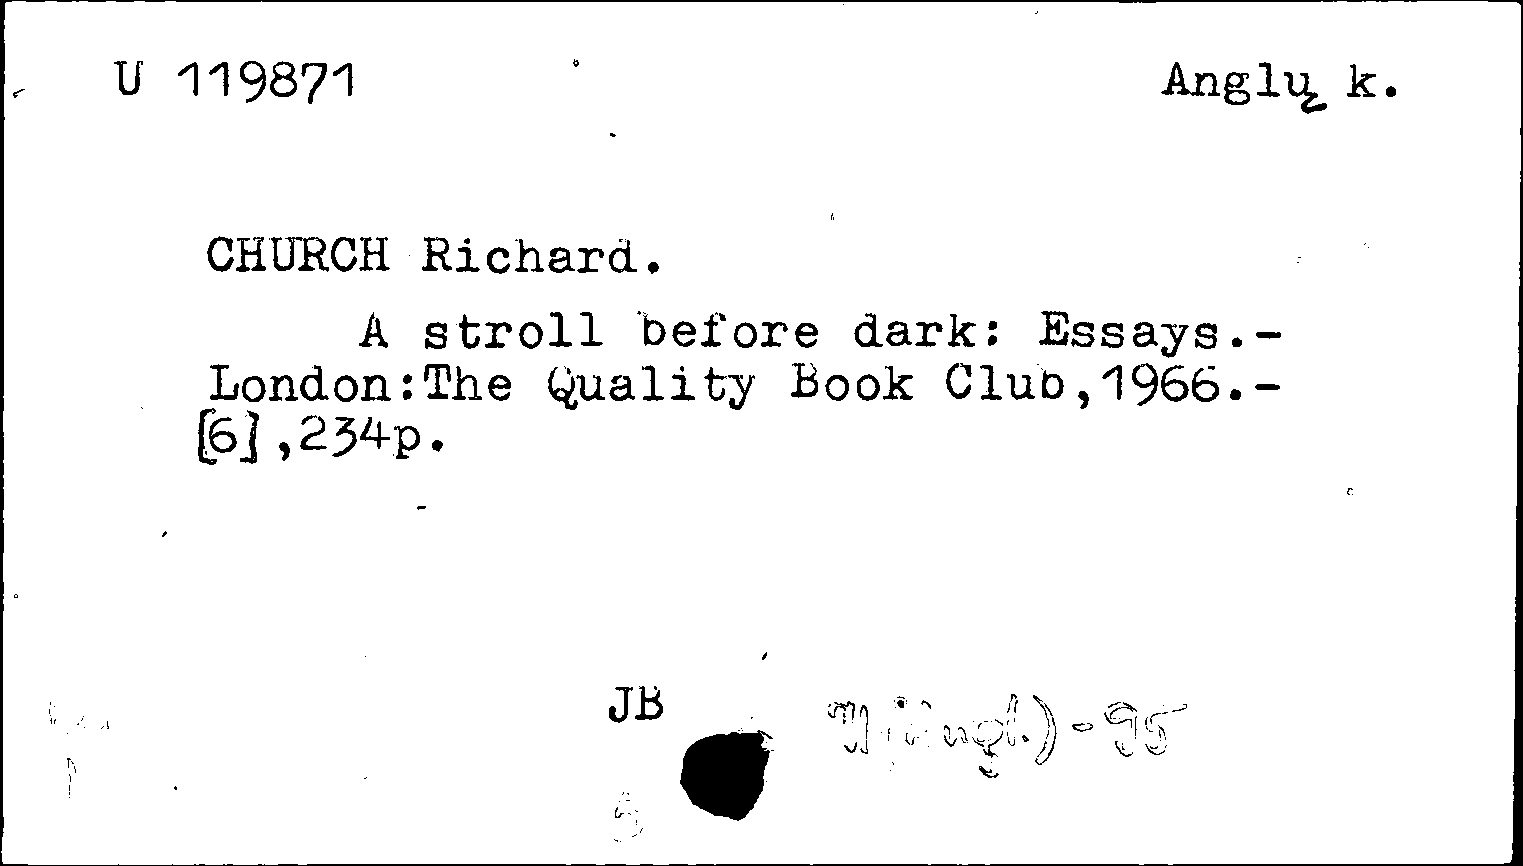 U 119871 Anglų k.
CHURCH Richard.
A stroll before dark: Essays.-
London:The Quality Book Club,1966.-
[6],234p.
JB